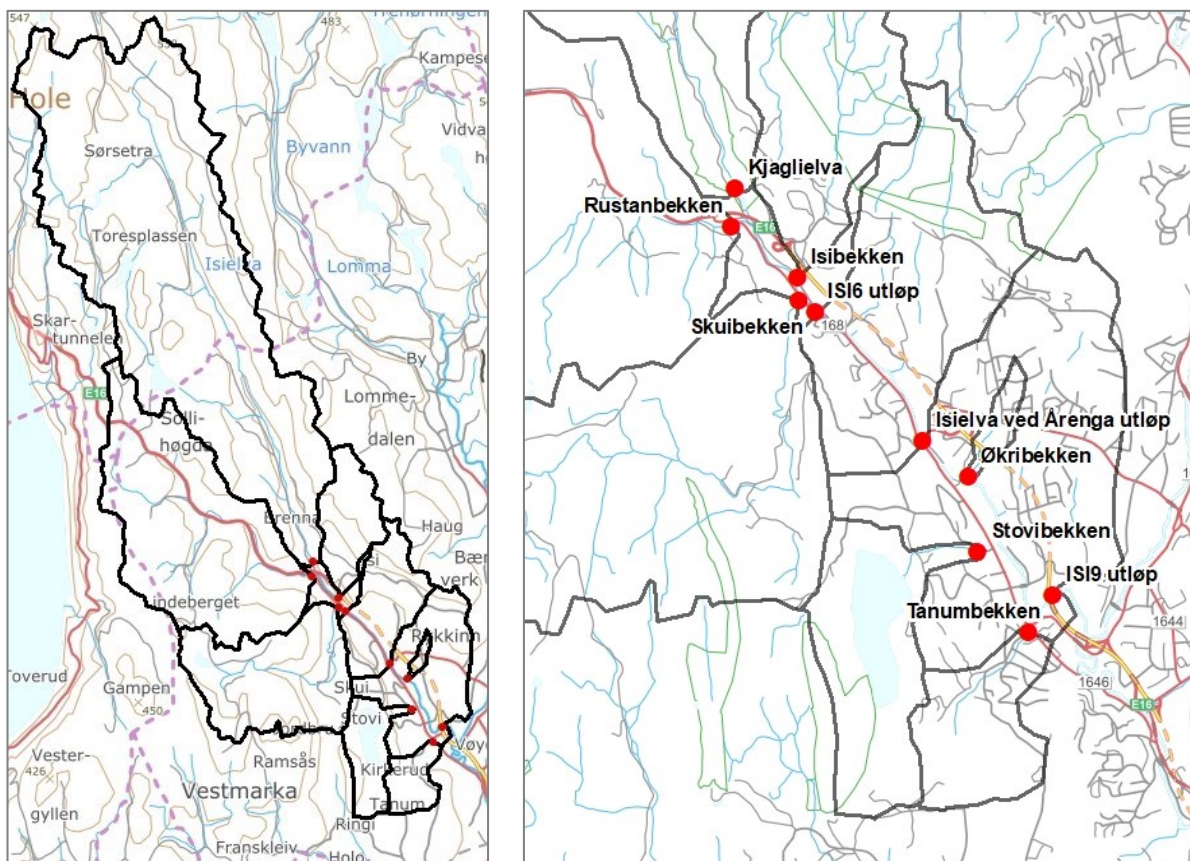 547
483
Hole
Kampese
Sørsetra
Byvann
Vidva
Toresplassen
Isielva
Lomma
Skar-
tunnelen
By
E16
Lomme-
dalen
Solli-
høgda
Brenna
Haug
Bær
verk
indeberget
Rykkinn
Toverud
Gampen
450
Skui
Stovi
Vester-
426
gyllen
Ramsås
Vestmarka
Kirkerud
Tanum
Ringi
Franskleiv
Holo
Kjaglielva
Rustanbekken
E16
Isibekken
ISI6 utløp
Skuibekken
168
Isielva ved Årenga utløp
Økribekken
Stovibekken
ISI9 utløp
Tanumbekken
1644
1646
E16